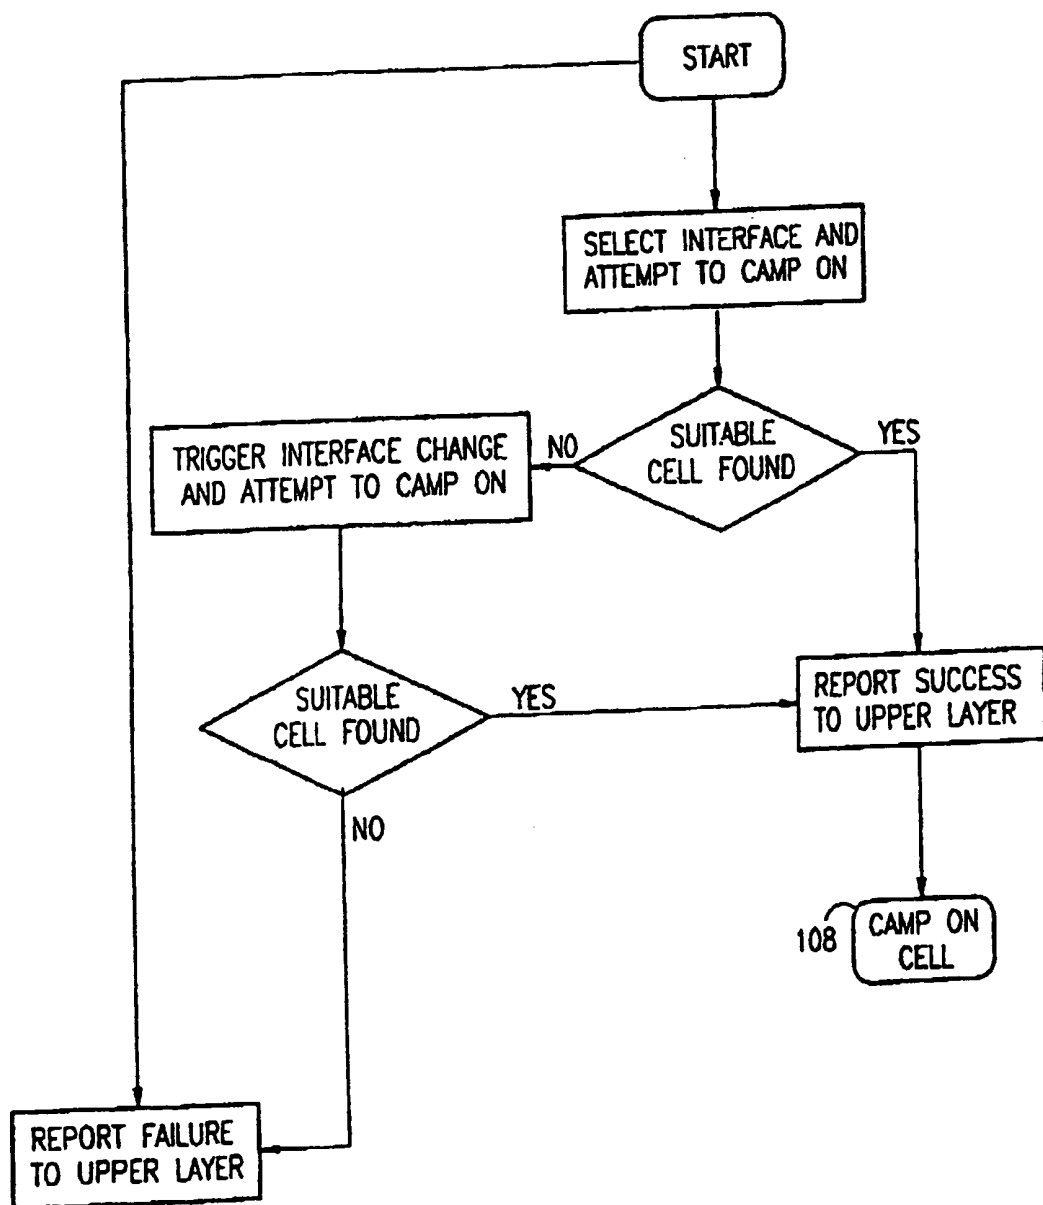 START
SELECT INTERFACE AND
ATTEMPT TO CAMP ON
SUITABLE
CELL FOUND
YES
NO
TRIGGER INTERFACE CHANGE
AND ATTEMPT TO CAMP ON
SUITABLE
CELL FOUND
YES
NO
REPORT SUCCESS
TO UPPER LAYER
108
CAMP ON
CELL
REPORT FAILURE
TO UPPER LAYER